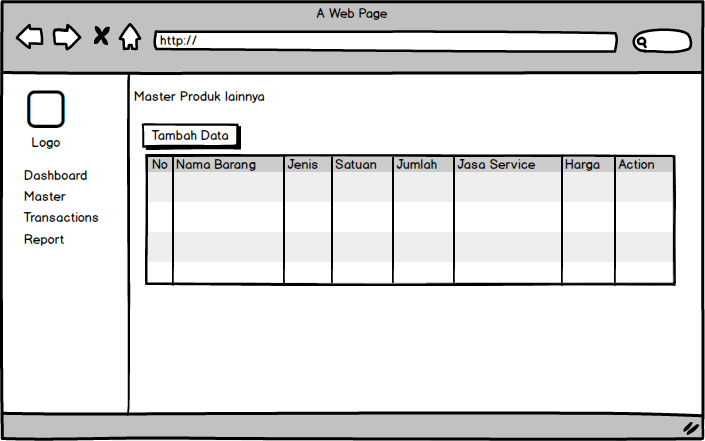 A Web Page
http://
Logo
Dashboard
Master
Transactions
Report
Master Produk lainnya
Tambah Data
No Nama Barang Jenis Satuan Jumlah Jasa Service Harga Action